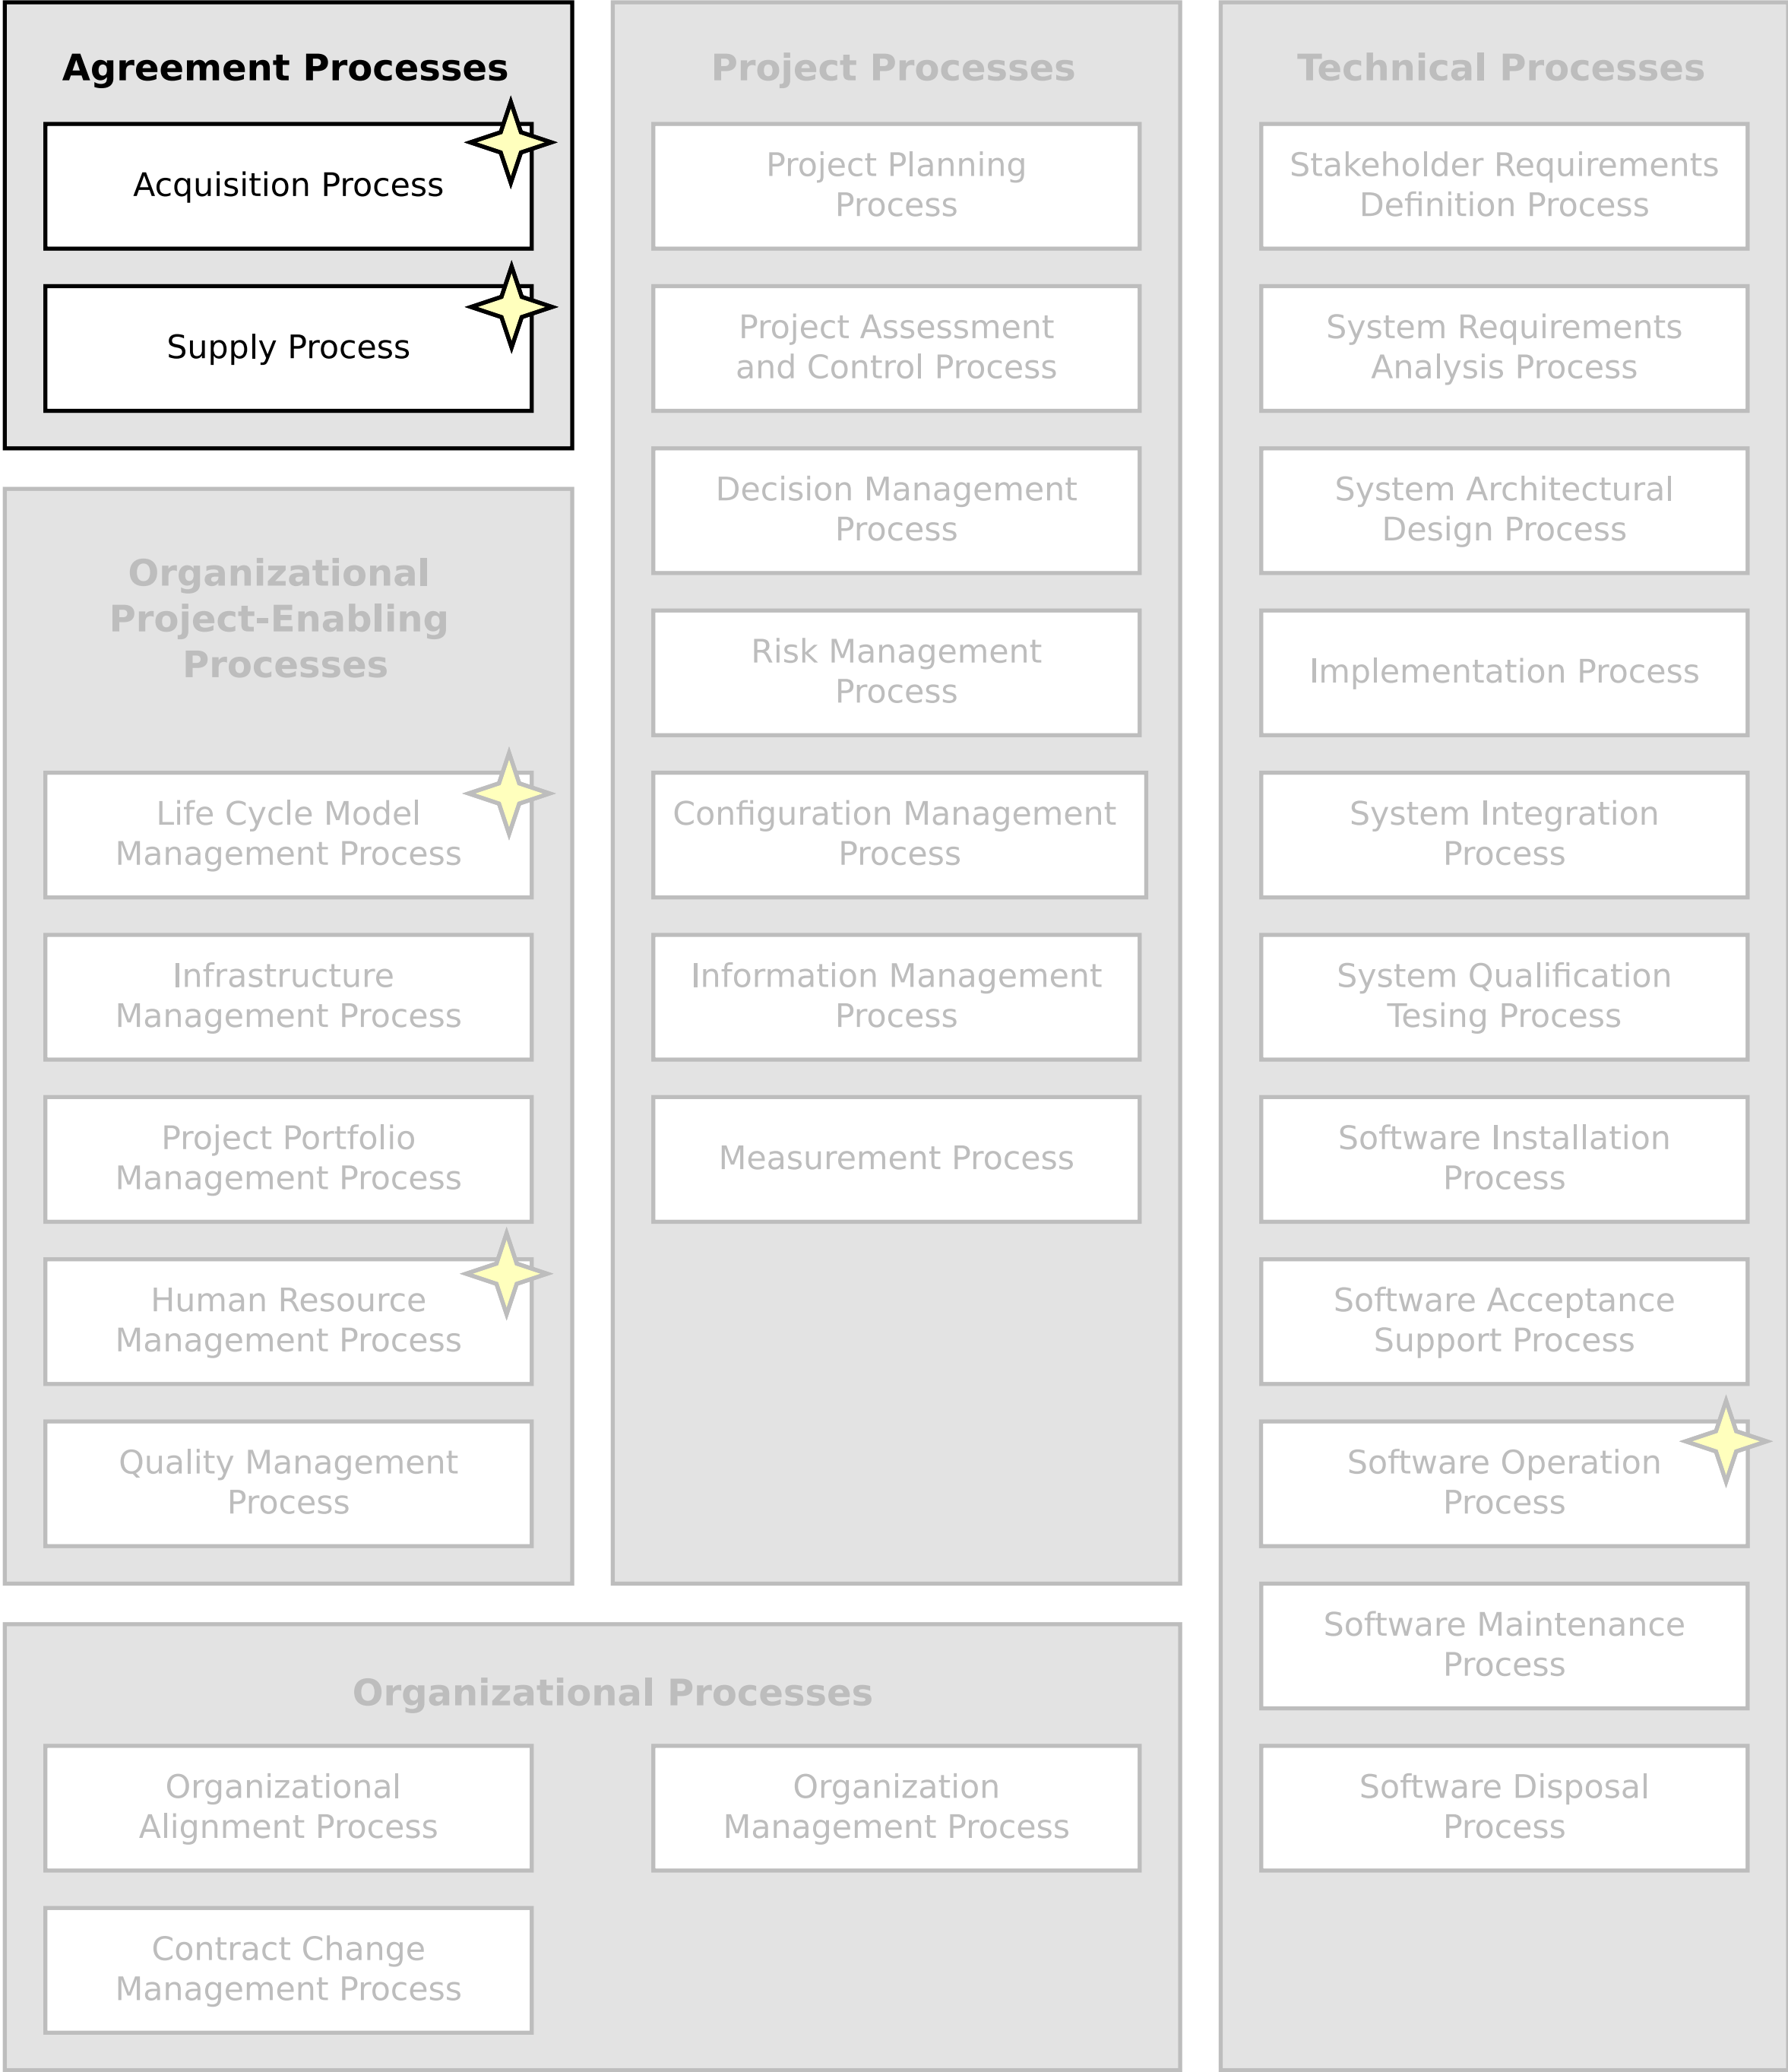 Agreement Processes
Acquisition Process
Supply Process
Organizational
Project-Enabling
Processes
Life Cycle Model
Management Process
Infrastructure
Management Process
Project Portfolio
Management Process
Human Resource
Management Process
Quality Management
Process
Project Processes
Project Planning
Process
Project Assessment
and Control Process
Decision Management
Process
Risk Management
Process
Configuration Management
Process
Information Management
Process
Measurement Process
Organizational Processes
Organizational
Alignment Process
Organization
Management Process
Contract Change
Management Process
Technical Processes
Stakeholder Requirements
Definition Process
System Requirements
Analysis Process
System Architectural
Design Process
Implementation Process
System Integration
Process
System Qualification
Tesing Process
Software Installation
Process
Software Acceptance
Support Process
Software Operation
Process
Software Maintenance
Process
Software Disposal
Process